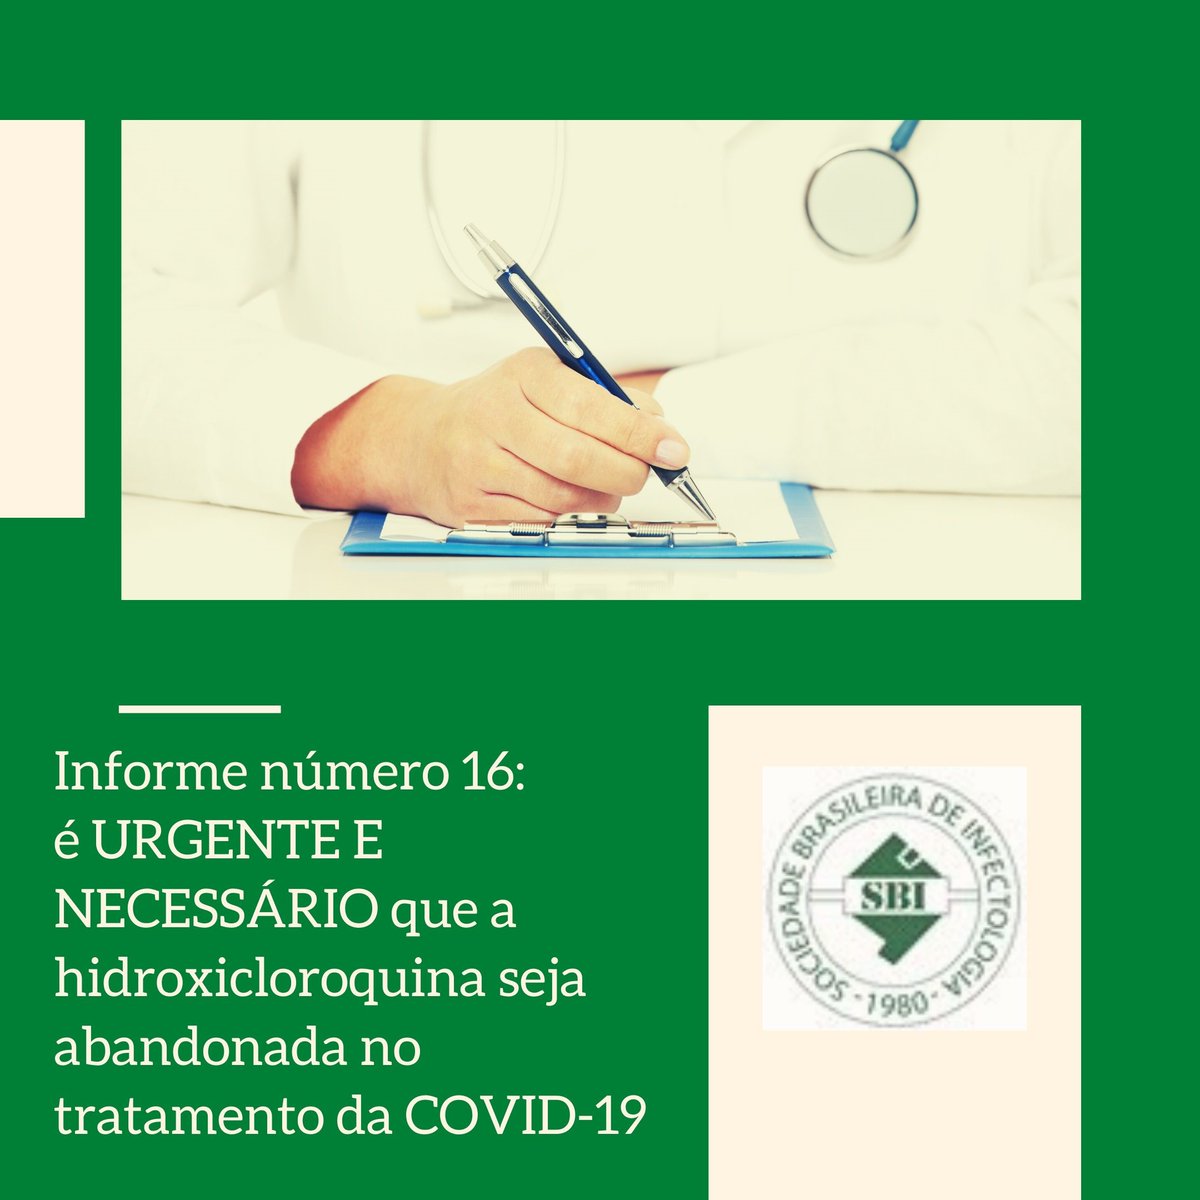 Informe número 16:
é URGENTE E
NECESSÁRIO que a
hidroxicloroquina seja
abandonada no
tratamento da COVID-19
SOCIEDADE BRASILEIRA DE INFECTOLOGIA
SBI
- 1980 -